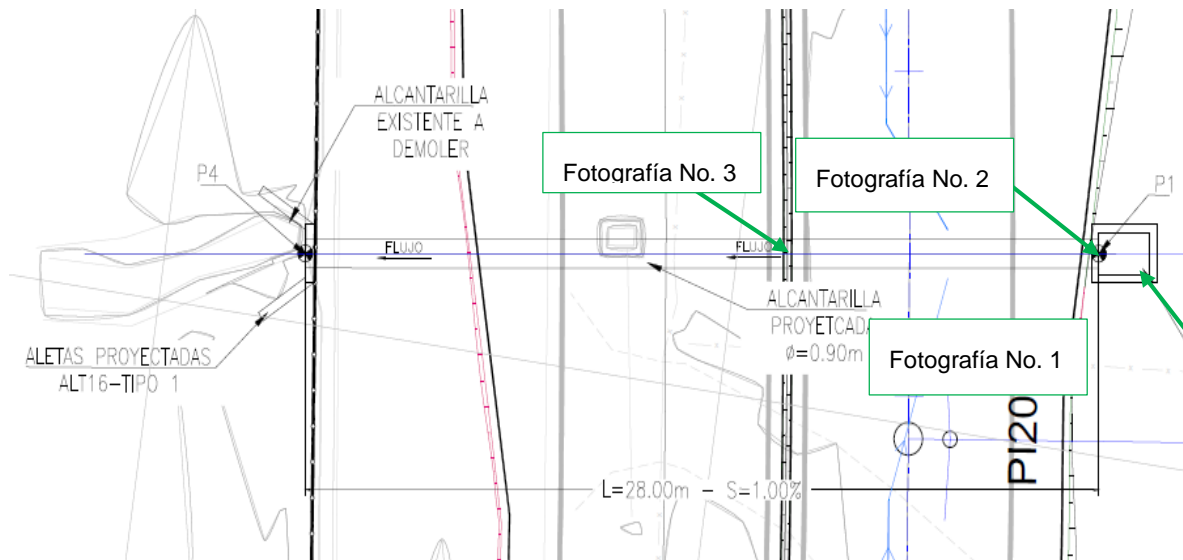 ALCANTARILLA
EXISTENTE A
DEMOLER
P4
Fotografía No. 3
Fotografía No. 2
P1
FLUJO
FLUJO
ALCANTARILLA
PROYETCADA
Ø=0.90m
Fotografía No. 1
ALETAS PROYECTADAS
ALT16-TIPO 1
PI20
L=28.00m - S=1.00%